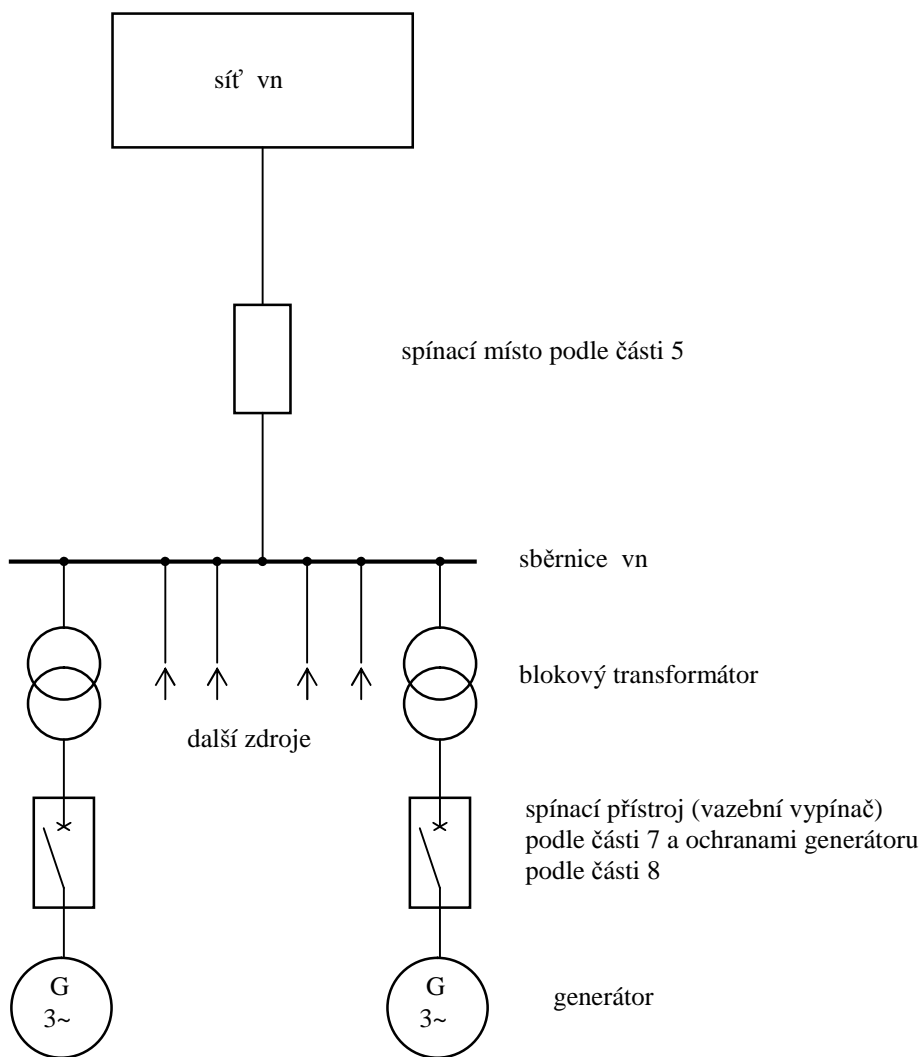 síť vn
spínací místo podle části 5
sběrnice vn
blokový transformátor
další zdroje
spínací přístroj (vazební vypínač)
podle části 7 a ochranami generátoru
podle části 8
G
3~
G
3~
generátor